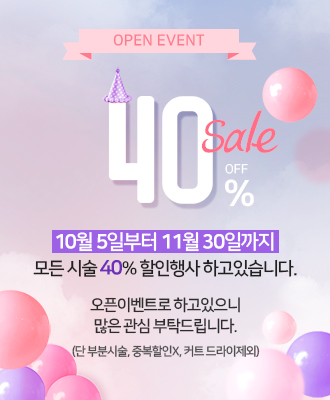 OPEN EVENT
40
Sale
OFF
%
10월 5일부터 11월 30일까지
모든 시술 40% 할인행사 하고있습니다.
오픈이벤트로 하고있으니
많은 관심 부탁드립니다.
(단 부분시술, 중복할인X, 커트 드라이제외)